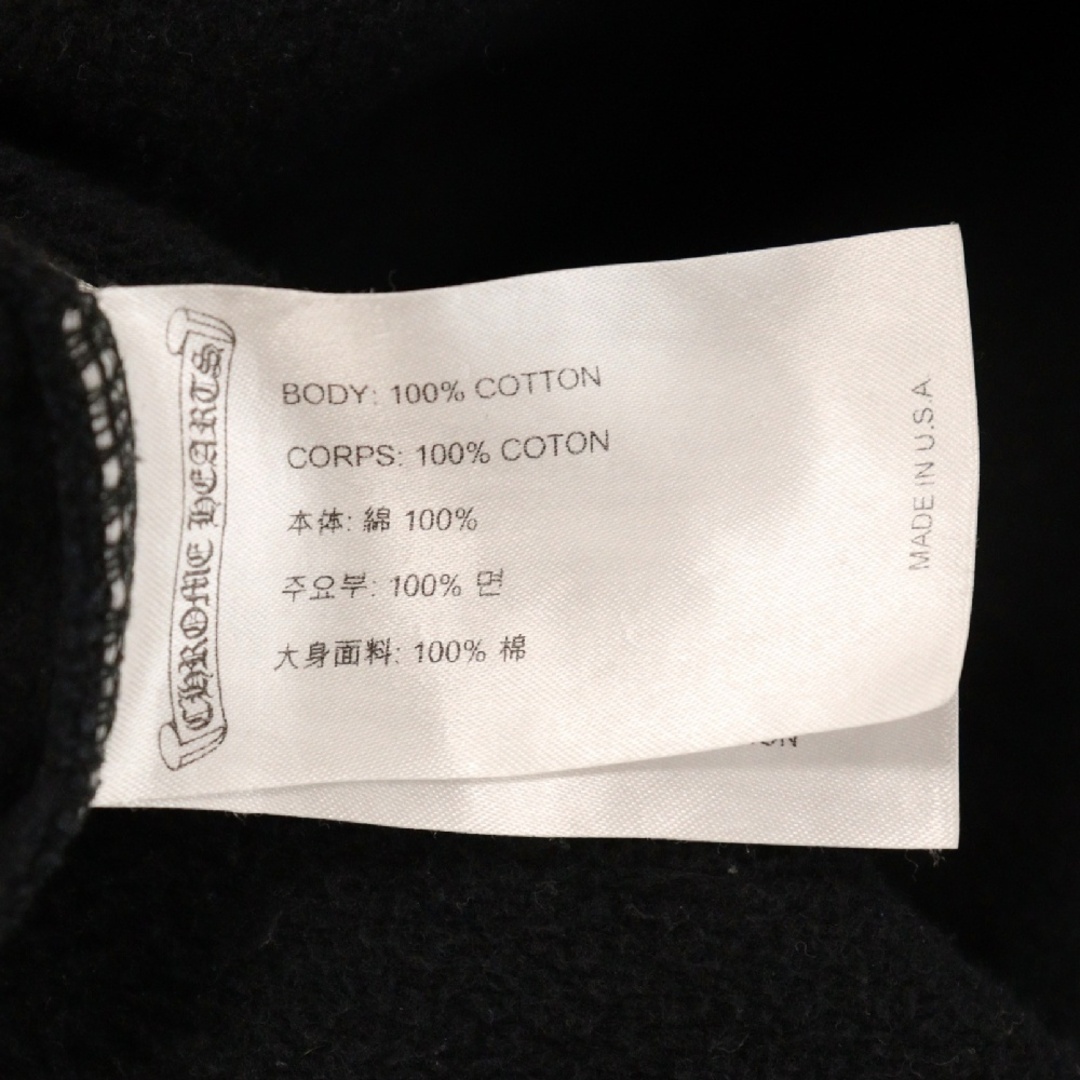 CHROME HEARTS
BODY: 100% COTTON
CORPS: 100% COTON
本体: 綿 100%
주요부: 100% 면
大身面料: 100% 棉
MADE IN U.S.A